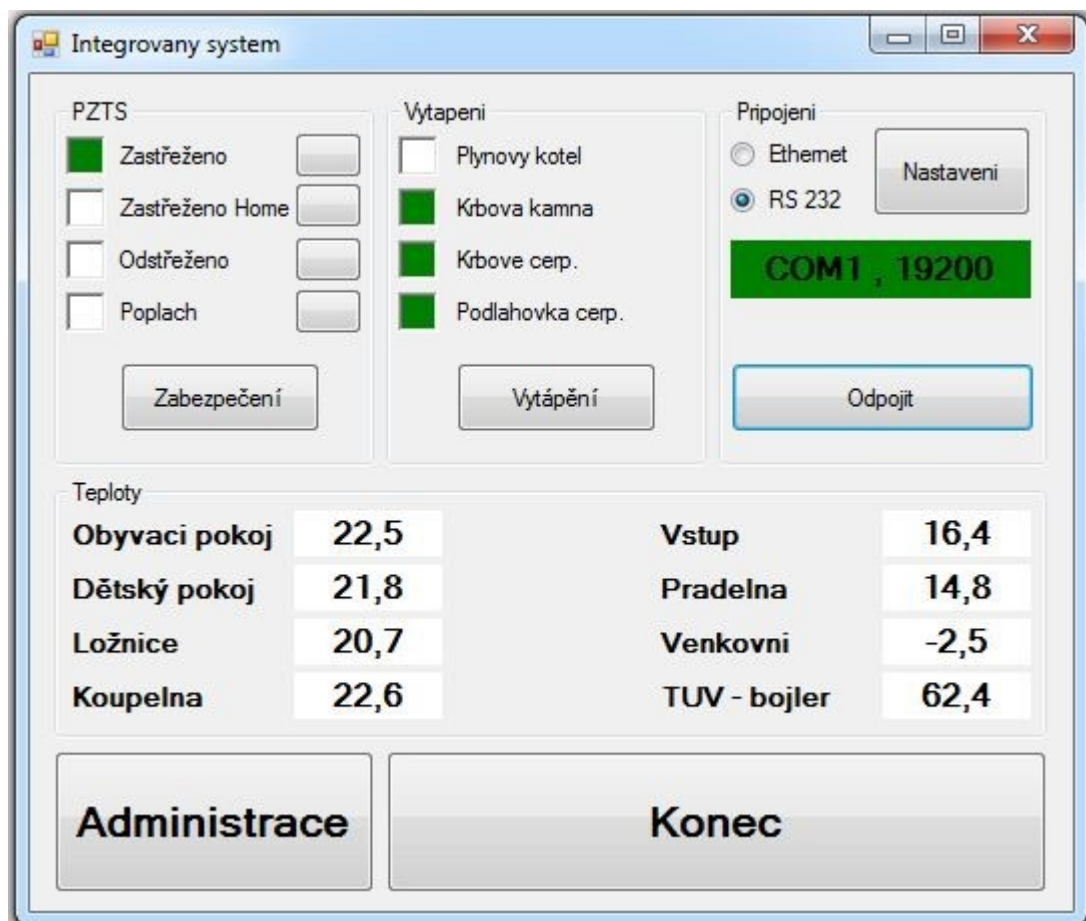 Integrovany system
PZTS
Zastřeženo
Zastřeženo Home
Odstřeženo
Poplach
Zabezpečení
Vytapeni
Plynovy kotel
Krbova kamna
Krbove cerp.
Podlahovka cerp.
Vytápění
Pripojeni
Ethernet
RS 232
Nastaveni
COM1 , 19200
Odpojit
Teploty
Obyvaci pokoj 22,5
Dětský pokoj 21,8
Ložnice 20,7
Koupelna 22,6
Vstup 16,4
Pradelna 14,8
Venkovni -2,5
TUV - bojler 62,4
Administrace
Konec